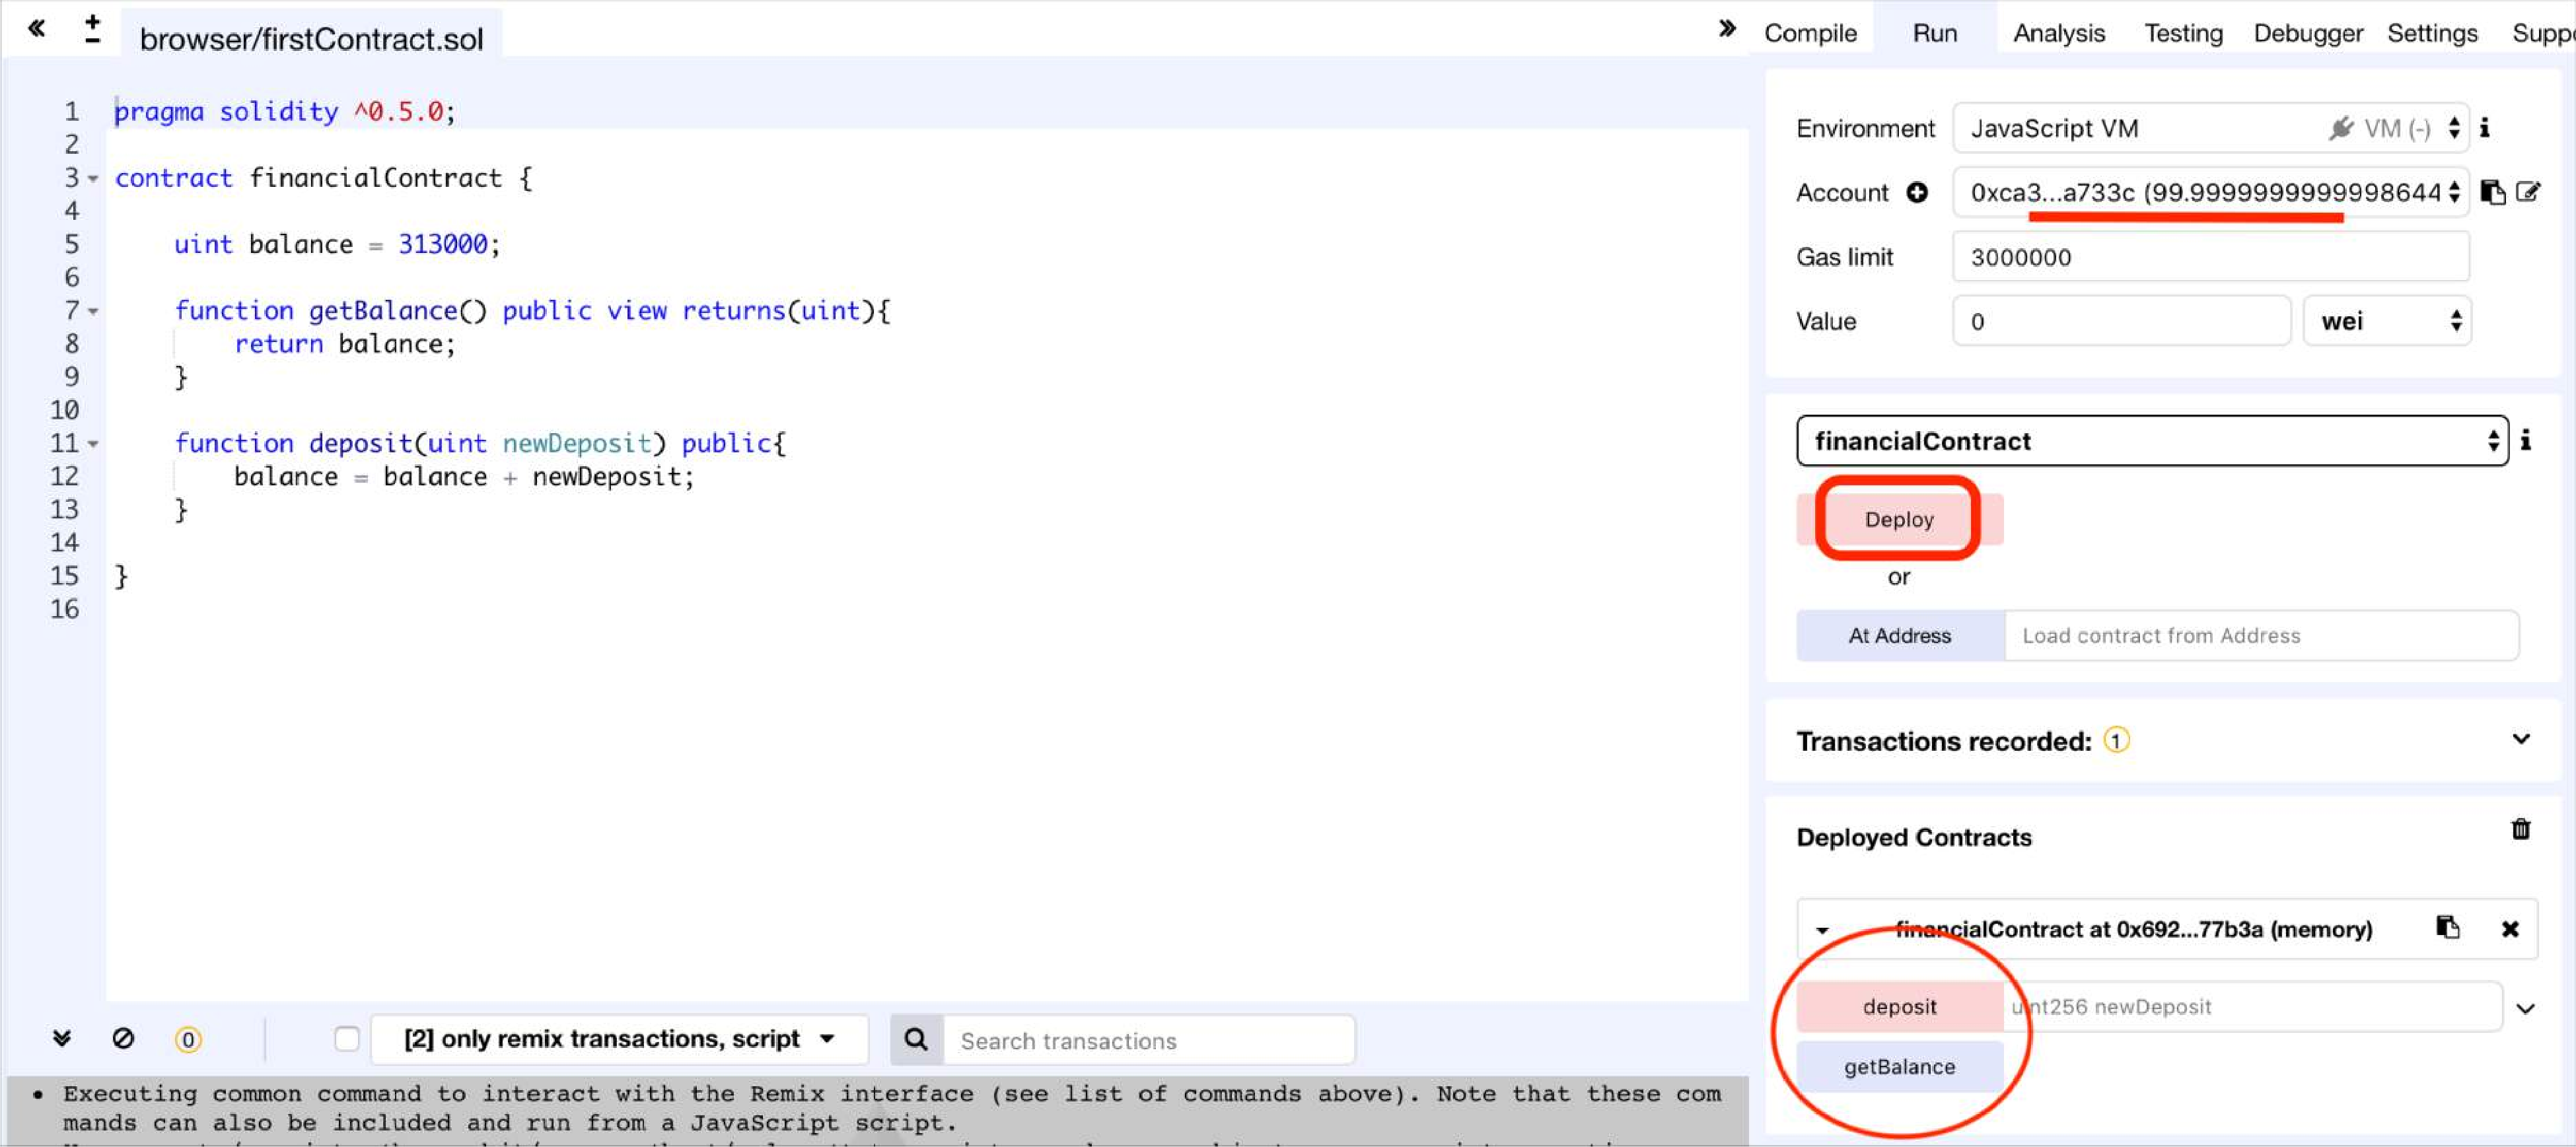 browser/firstContract.sol
1 pragma solidity ^0.5.0;
2
3 contract financialContract {
4
5 uint balance = 313000;
6
7 function getBalance() public view returns(uint){
8 return balance;
9 }
10
11 function deposit(uint newDeposit) public{
12 balance = balance + newDeposit;
13 }
14
15 }
16
0
[2] only remix transactions, script
Search transactions
• Executing common command to interact with the Remix interface (see list of commands above). Note that these com
mands can also be included and run from a JavaScript script.
Compile Run Analysis Testing Debugger Settings Suppo
Environment JavaScript VM VM (-)
Account 0xca3...a733c (99.9999999999998644
Gas limit 3000000
Value 0 wei
financialContract
Deploy
or
At Address Load contract from Address
Transactions recorded: 1
Deployed Contracts
financialContract at 0x692...77b3a (memory)
deposit uint256 newDeposit
getBalance